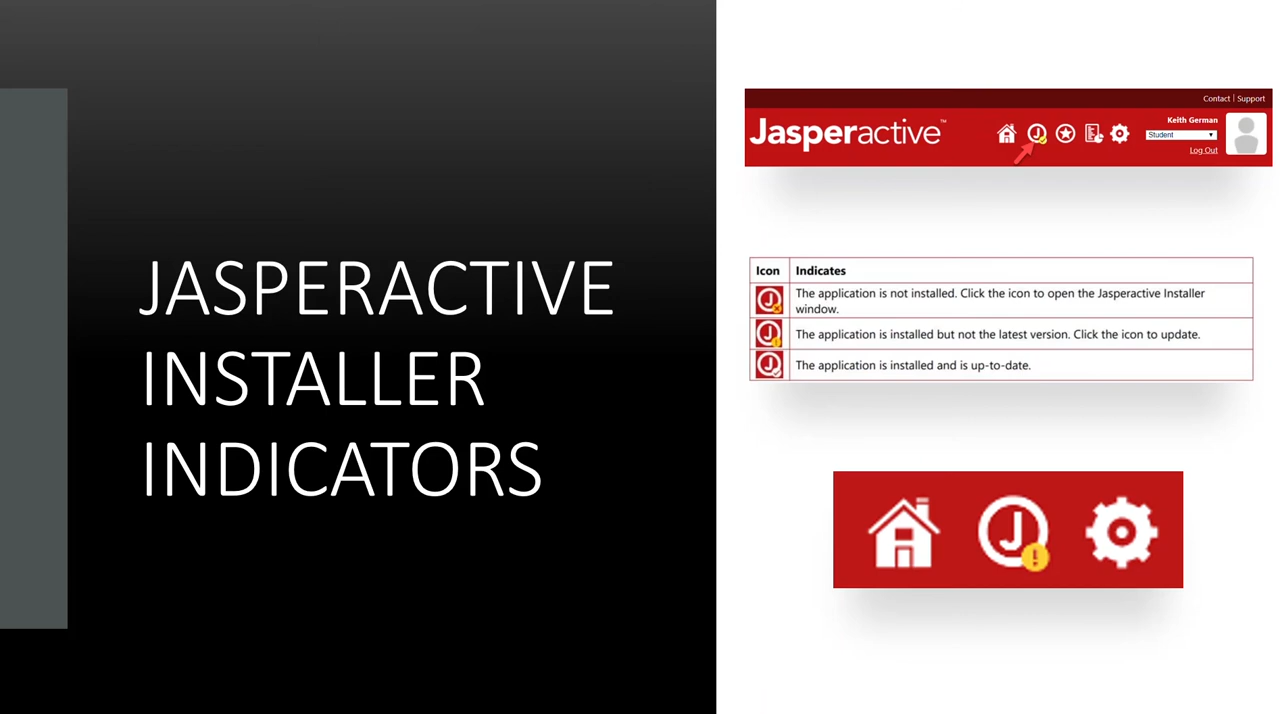 JASPERACTIVE
INSTALLER
INDICATORS
Contact | Support
Jasperactive™
Keith German
Student
Log Out
Icon Indicates
The application is not installed. Click the icon to open the Jasperactive Installer
window.
The application is installed but not the latest version. Click the icon to update.
The application is installed and is up-to-date.